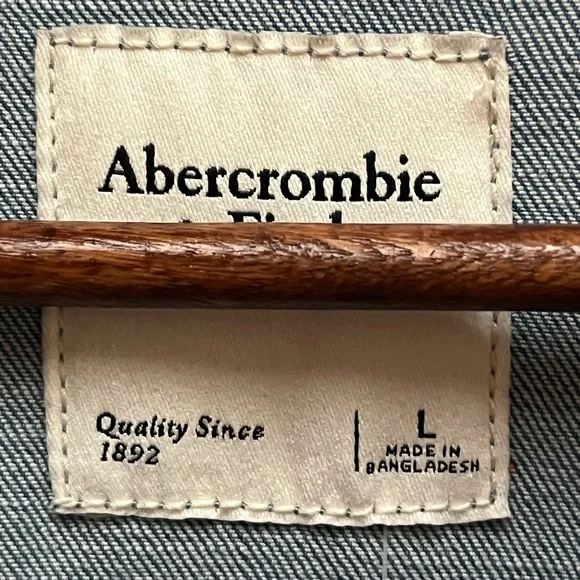 Abercrombie
Quality Since
1892
L
MADE IN
BANGLADESH